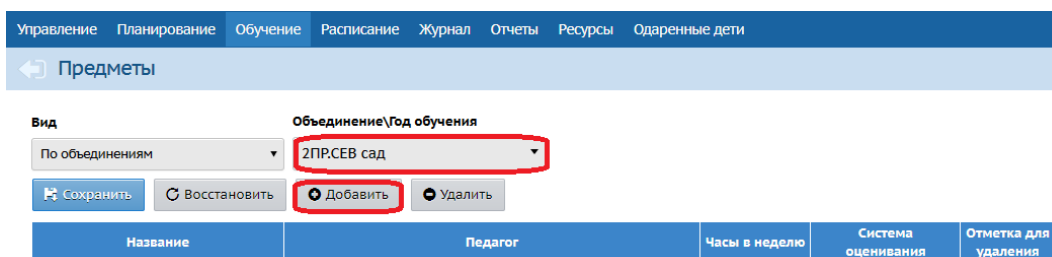 Управление Планирование Обучение Расписание Журнал Отчеты Ресурсы Одаренные дети
Предметы
Вид Объединение\Год обучения
По объединениям 2ПР.СЕВ сад
Сохранить Восстановить Добавить Удалить
Название Педагог Часы в неделю Система оценивания Отметка для удаления